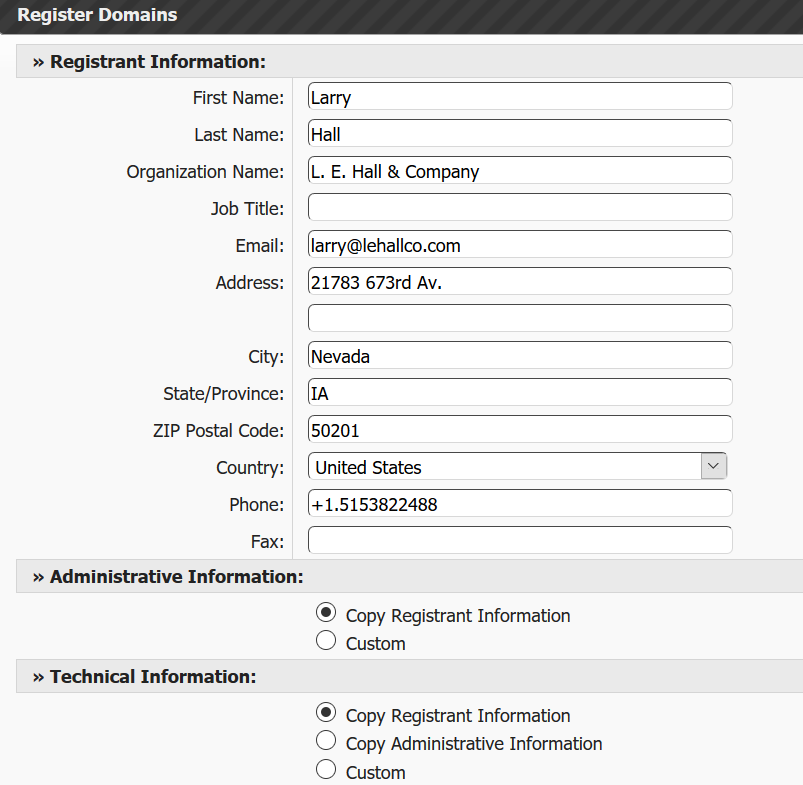 Register Domains
» Registrant Information:
First Name: Larry
Last Name: Hall
Organization Name: L. E. Hall & Company
Job Title:
Email: larry@lehallco.com
Address: 21783 673rd Av.
City: Nevada
State/Province: IA
ZIP Postal Code: 50201
Country: United States
Phone: +1.5153822488
Fax:
» Administrative Information:
Copy Registrant Information
Custom
» Technical Information:
Copy Registrant Information
Copy Administrative Information
Custom